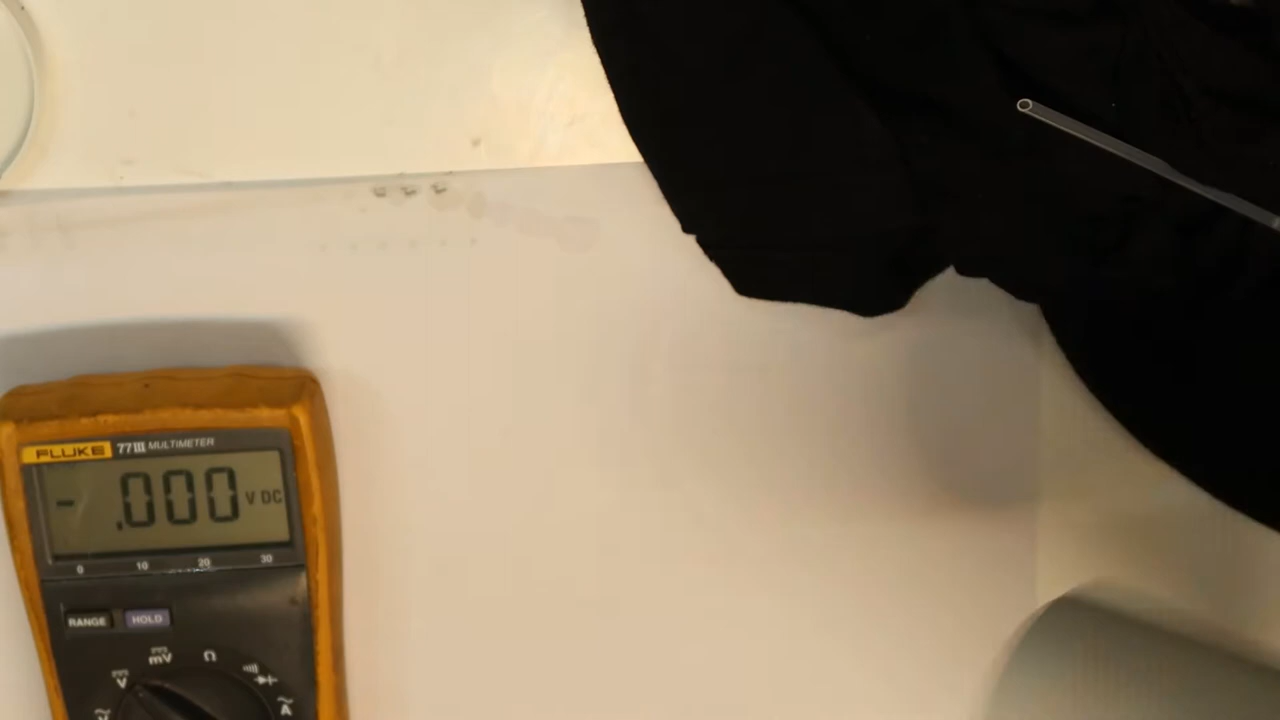 FLUKE 77III MULTIMETER
- .000 V DC
0 10 20 30
RANGE HOLD
mV Ω
V
V A